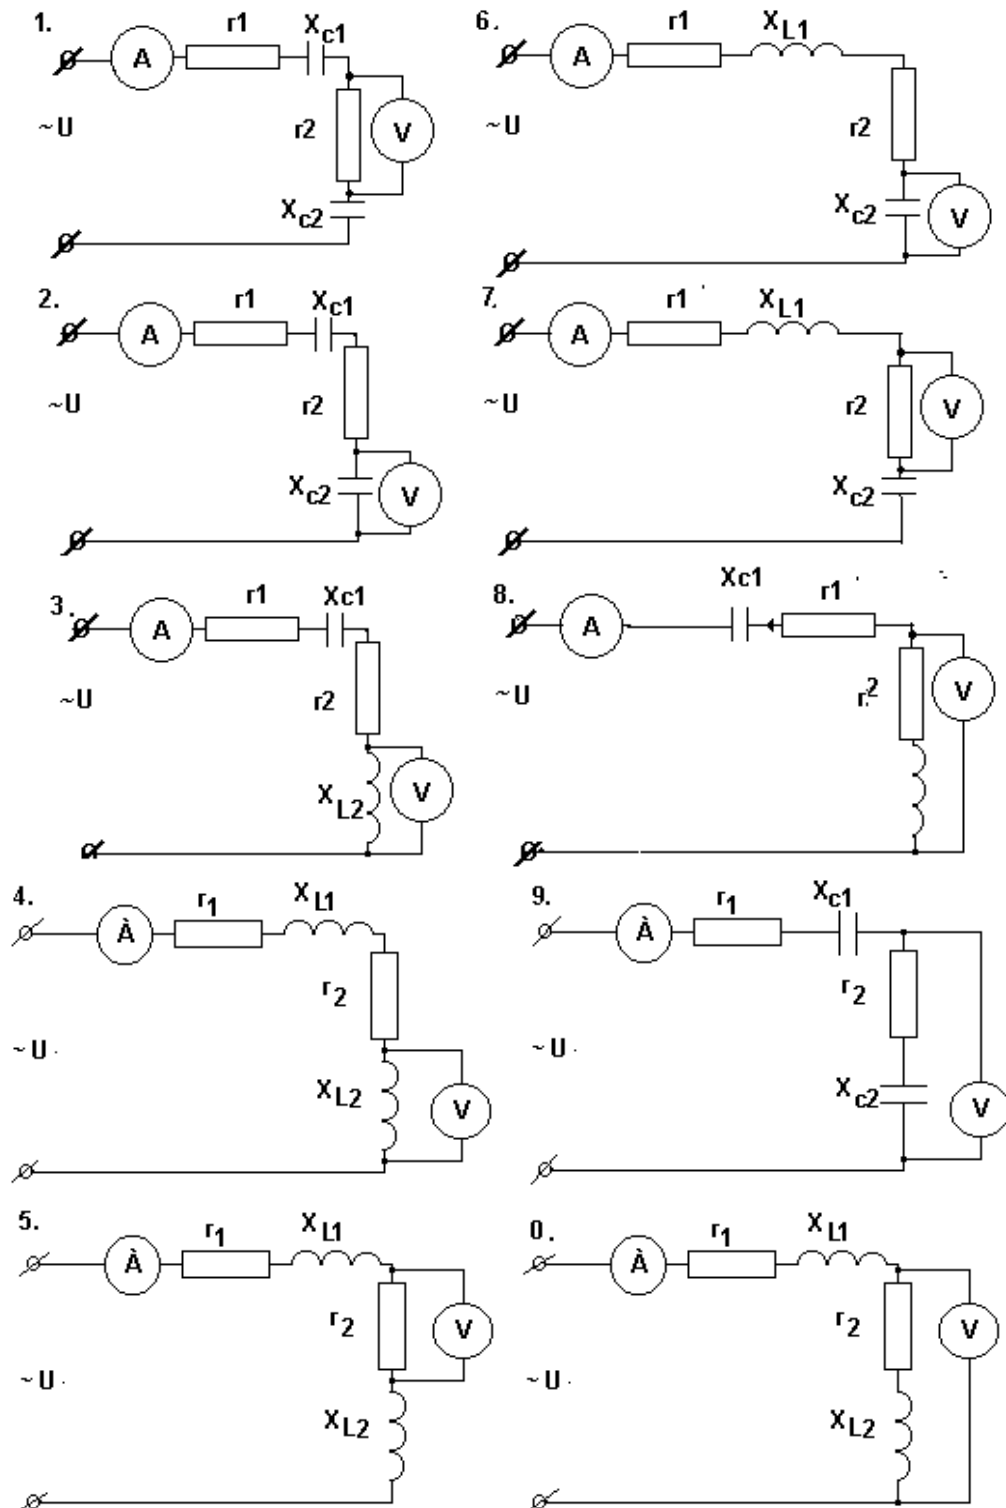 1.
r1
Xc1
A
~U
r2
V
Xc2
6.
r1
XL1
A
~U
r2
Xc2
V
2.
r1
Xc1
A
~U
r2
Xc2
V
7.
r1
XL1
A
~U
r2
V
Xc2
3.
r1
Xc1
A
~U
r2
XL2
V
8.
Xc1
r1
A
~U
r2
V
4.
r1
XL1
À
r2
~U.
XL2
V
9.
r1
Xc1
À
r2
~U.
Xc2
V
5.
r1
XL1
À
r2
V
~U.
XL2
0.
r1
XL1
À
r2
V
~U.
XL2